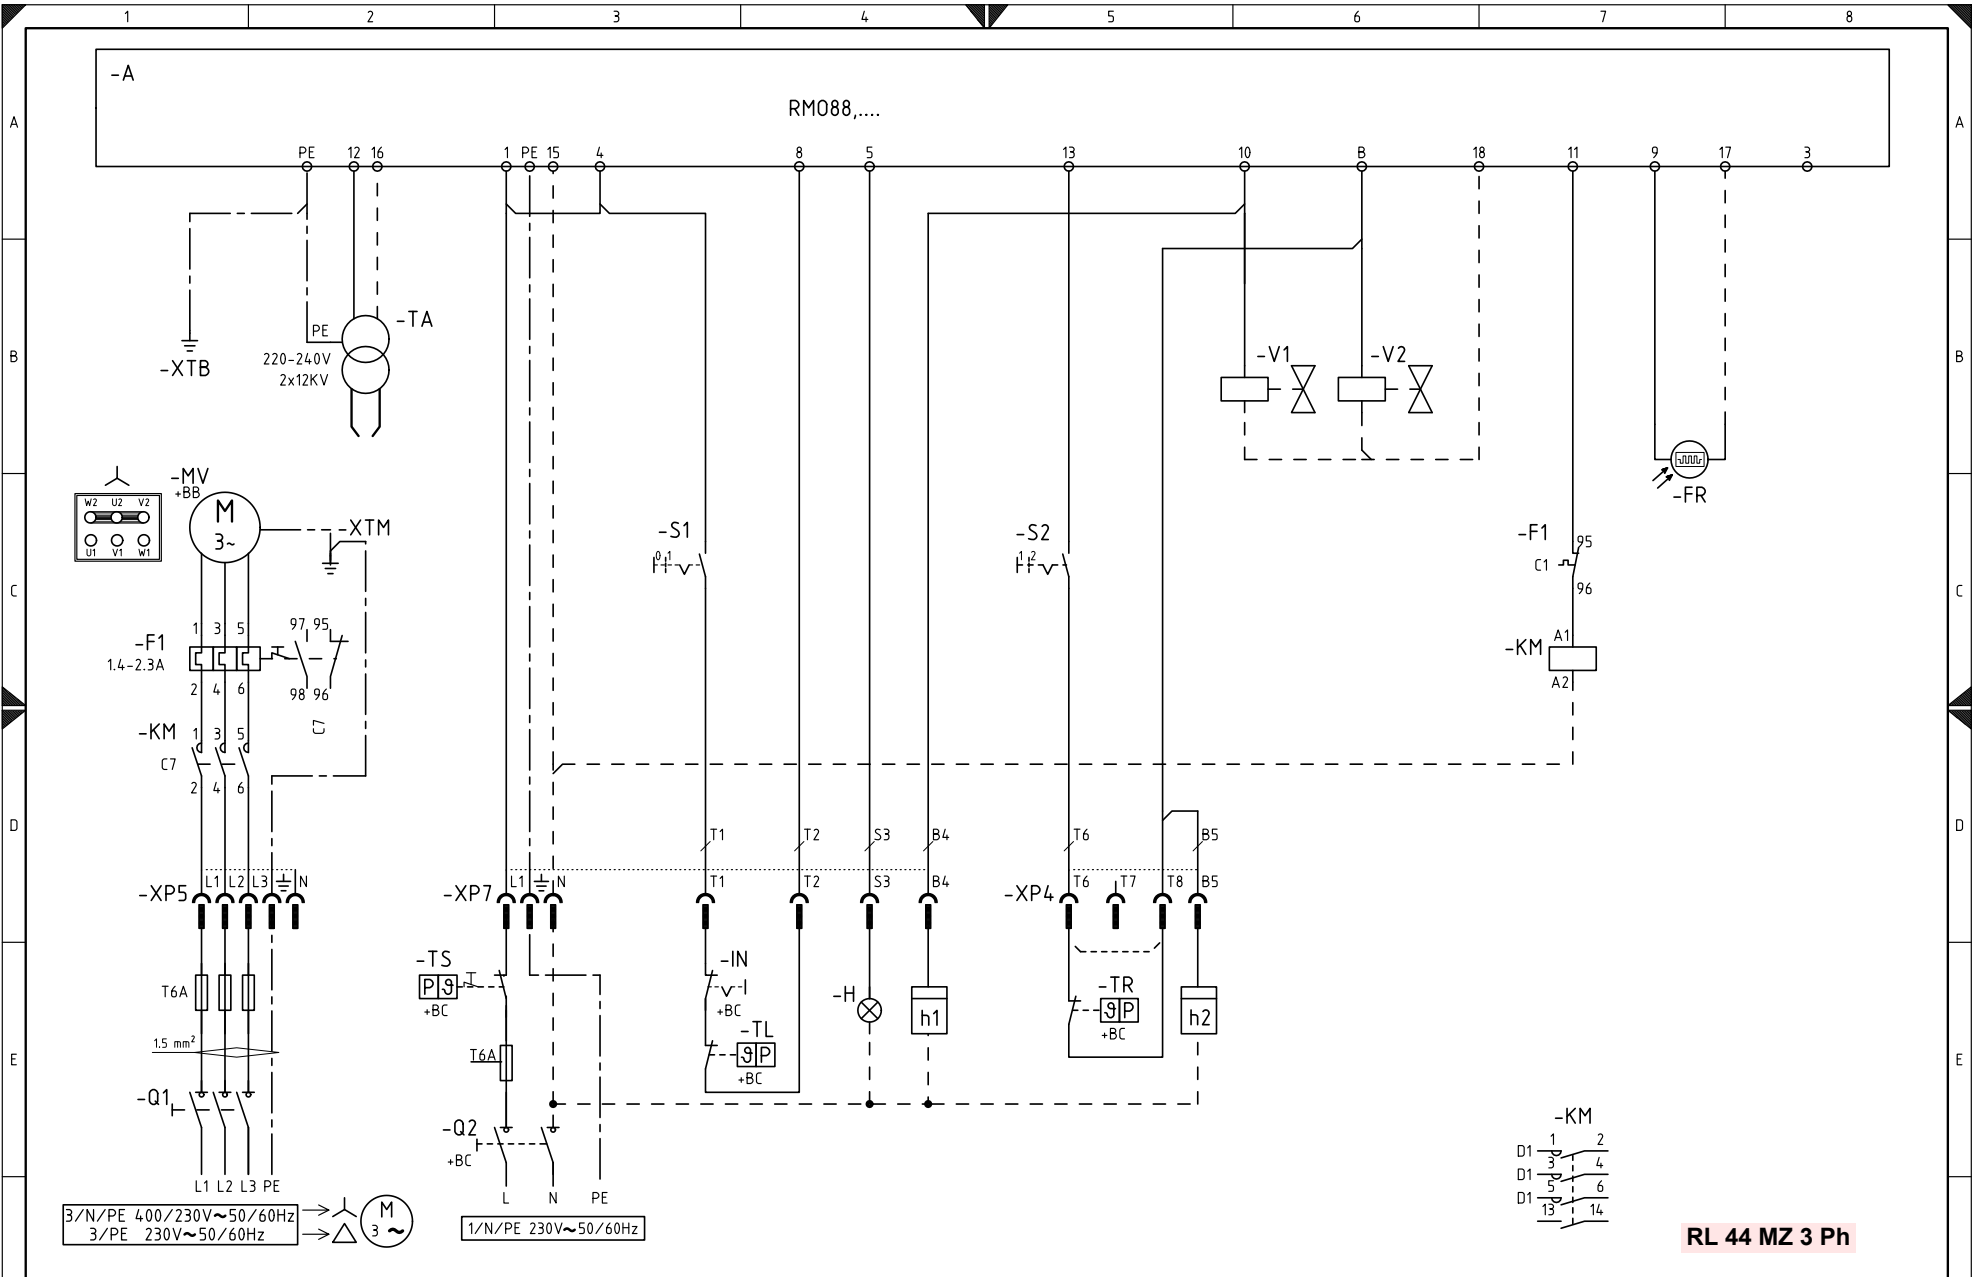 1 2 3 4 5 6 7 8
-A
RMO88,....
A A
PE 12 16 1 PE 15 4 8 5 13 10 B 18 11 9 17 3
PE
-TA
220-240V
2x12KV
-XTB
B B
-V1 -V2
-FR
-MV
+BB
W2 U2 V2
U1 V1 W1
M
3~
XTM
-S1
0 1
-S2
1 2
-F1
C1
95
96
C C
-F1
1.4-2.3A
1 3 5
2 4 6
97 95
98 96
C7
-KM
A1
A2
-KM
C7
1 3 5
2 4 6
D D
T1 T2 S3 B4 T6 B5
-XP5 L1 L2 L3 N
-XP7 L1 N T1 T2 S3 B4
-XP4 T6 T7 T8 B5
T6A
1.5 mm²
-Q1
L1 L2 L3 PE
-TS
P ϑ
+BC
T6A
-Q2
+BC
L N PE
-IN
+BC
-TL
ϑ P
+BC
-H
h1
-TR
ϑ P
+BC
h2
E E
-KM
D1 1 2
D1 3 4
D1 5 6
13 14
3/N/PE 400/230V~50/60Hz
3/PE 230V~50/60Hz
M
3 ~
1/N/PE 230V~50/60Hz
RL 44 MZ 3 Ph